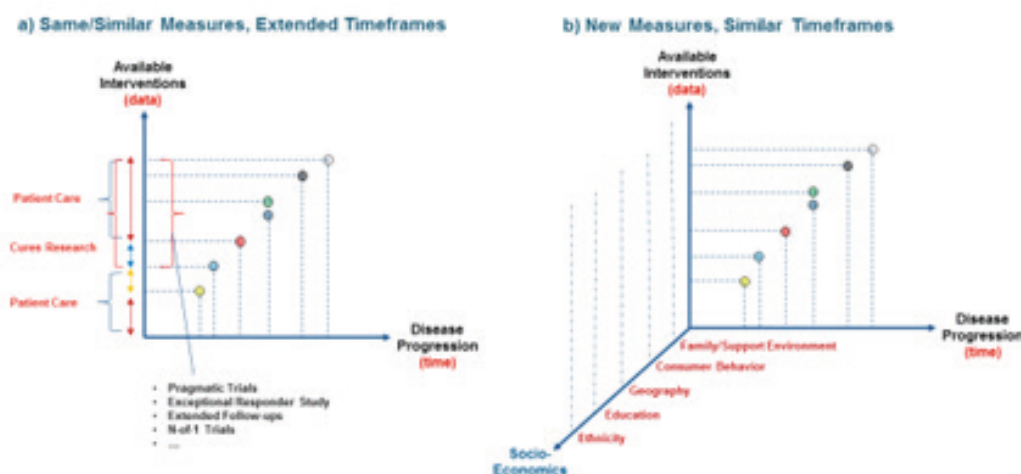 a) Same/Similar Measures, Extended Timeframes
Available
Interventions
(data)
Patient Care
Cures Research
Patient Care
Disease
Progression
(time)
• Pragmatic Trials
• Exceptional Responder Study
• Extended Follow-ups
• N-of-1 Trials
• ...
b) New Measures, Similar Timeframes
Available
Interventions
(data)
Disease
Progression
(time)
Family/Support Environment
Consumer Behavior
Geography
Education
Ethnicity
Socio-
Economics